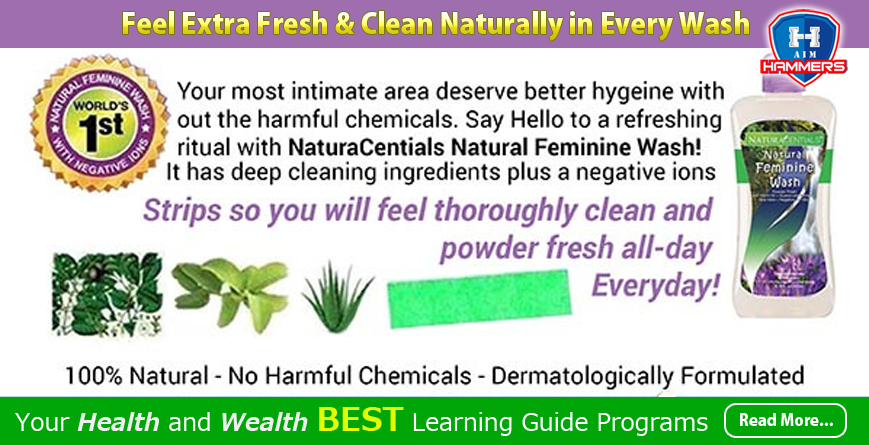 Feel Extra Fresh & Clean Naturally in Every Wash
H
AIM
HAMMERS
NATURAL FEMININE WASH
WORLD'S
1st
WITH NEGATIVE IONS
Your most intimate area deserve better hygeine with
out the harmful chemicals. Say Hello to a refreshing
ritual with NaturaCentials Natural Feminine Wash!
It has deep cleaning ingredients plus a negative ions
Strips so you will feel thoroughly clean and
powder fresh all-day
Everyday!
NATURACENTIALS
Natural
Feminine
Wash
100% Natural - No Harmful Chemicals - Dermatologically Formulated
Your Health and Wealth BEST Learning Guide Programs
Read More...